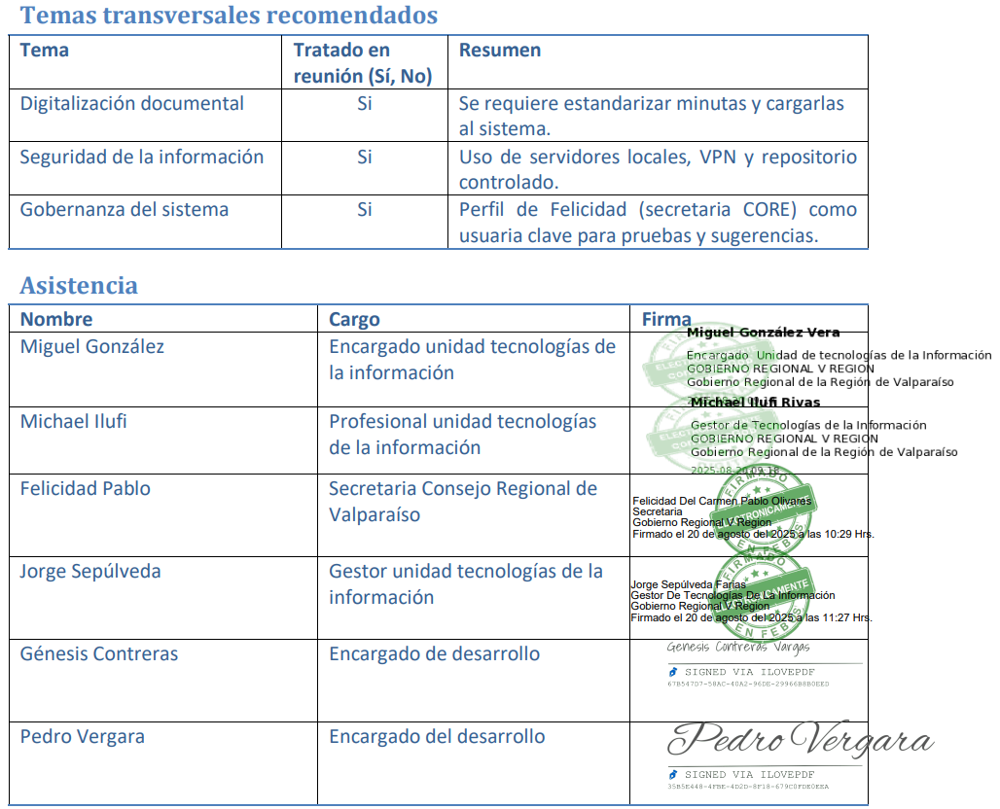 Temas transversales recomendados
Tema
Tratado en
reunión (Sí, No)
Resumen
Digitalización documental
Si
Se requiere estandarizar minutas y cargarlas
al sistema.
Seguridad de la información
Si
Uso de servidores locales, VPN y repositorio
controlado.
Gobernanza del sistema
Si
Perfil de Felicidad (secretaria CORE) como
usuaria clave para pruebas y sugerencias.
Asistencia
Nombre
Cargo
Firma
Miguel González
Encargado unidad tecnologías de
la información
Miguel González Vera
Encargado Unidad de tecnologías de la Información
GOBIERNO REGIONAL V REGION
Gobierno Regional de la Región de Valparaíso
Michael Ilufi
Profesional unidad tecnologías
de la información
Michael Ilufi Rivas
Gestor de Tecnologías de la Información
GOBIERNO REGIONAL V REGION
Gobierno Regional de la Región de Valparaíso
2025-08-20 09:18
Felicidad Pablo
Secretaria Consejo Regional de
Valparaíso
Felicidad Del Carmen Pablo Olivares
Secretaria
Gobierno Regional V Region
Firmado el 20 de agosto del 2025 a las 10:29 Hrs.
FIRMADO
ELECTRONICAMENTE
EN FEBOS
Jorge Sepúlveda
Gestor unidad tecnologías de la
información
Jorge Sepúlveda Farias
Gestor De Tecnologías De La Información
Gobierno Regional V Region
Firmado el 20 de agosto del 2025 a las 11:27 Hrs.
FIRMADO
ELECTRONICAMENTE
EN FEBOS
Génesis Contreras
Encargado de desarrollo
Genesis Contreras Vargas
SIGNED VIA ILOVEPDF
67B547D7-58AC-40A2-96DE-29966B8B0EED
Pedro Vergara
Encargado del desarrollo
Pedro Vergara
SIGNED VIA ILOVEPDF
35B5E448-4FBE-4D2D-8F18-679C0FDE0EEA